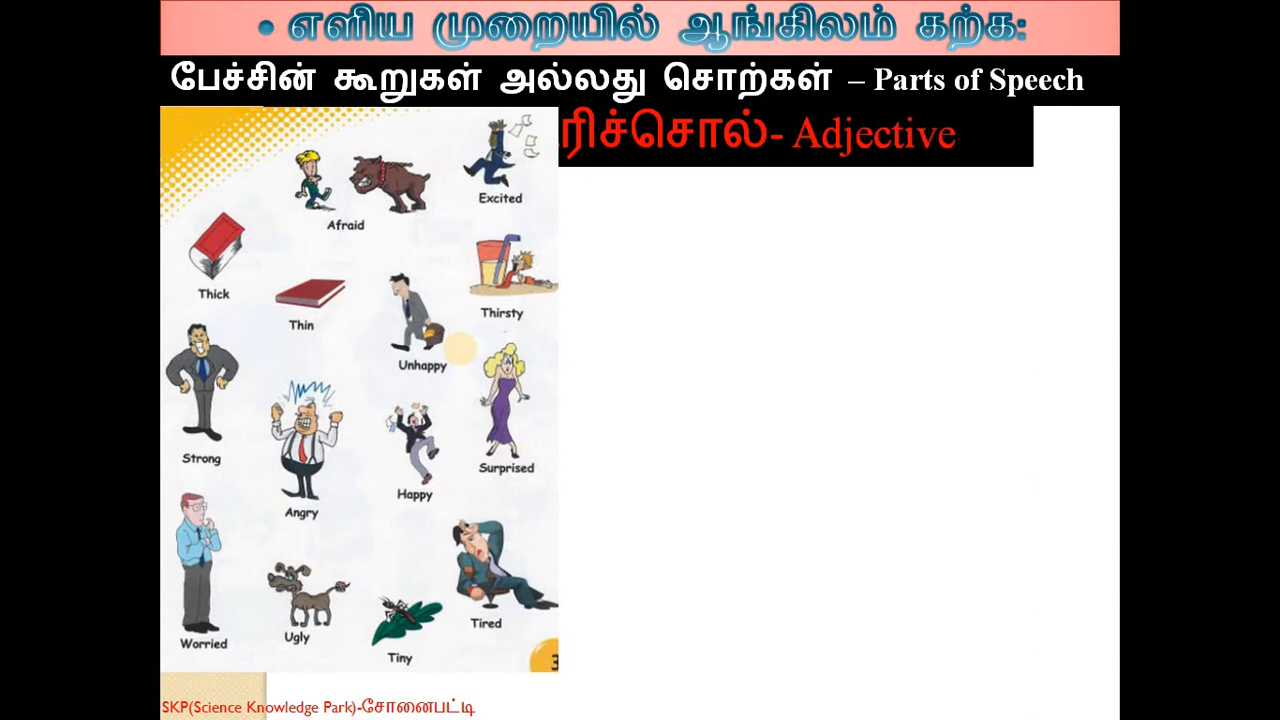 • எளிய முறையில் ஆங்கிலம் கற்க:
பேச்சின் கூறுகள் அல்லது சொற்கள் – Parts of Speech
ரிச்சொல்- Adjective
Afraid
Excited
Thick
Thin
Unhappy
Thirsty
Strong
Angry
Happy
Surprised
Worried
Ugly
Tiny
Tired
3
SKP(Science Knowledge Park)-சோனைபட்டி